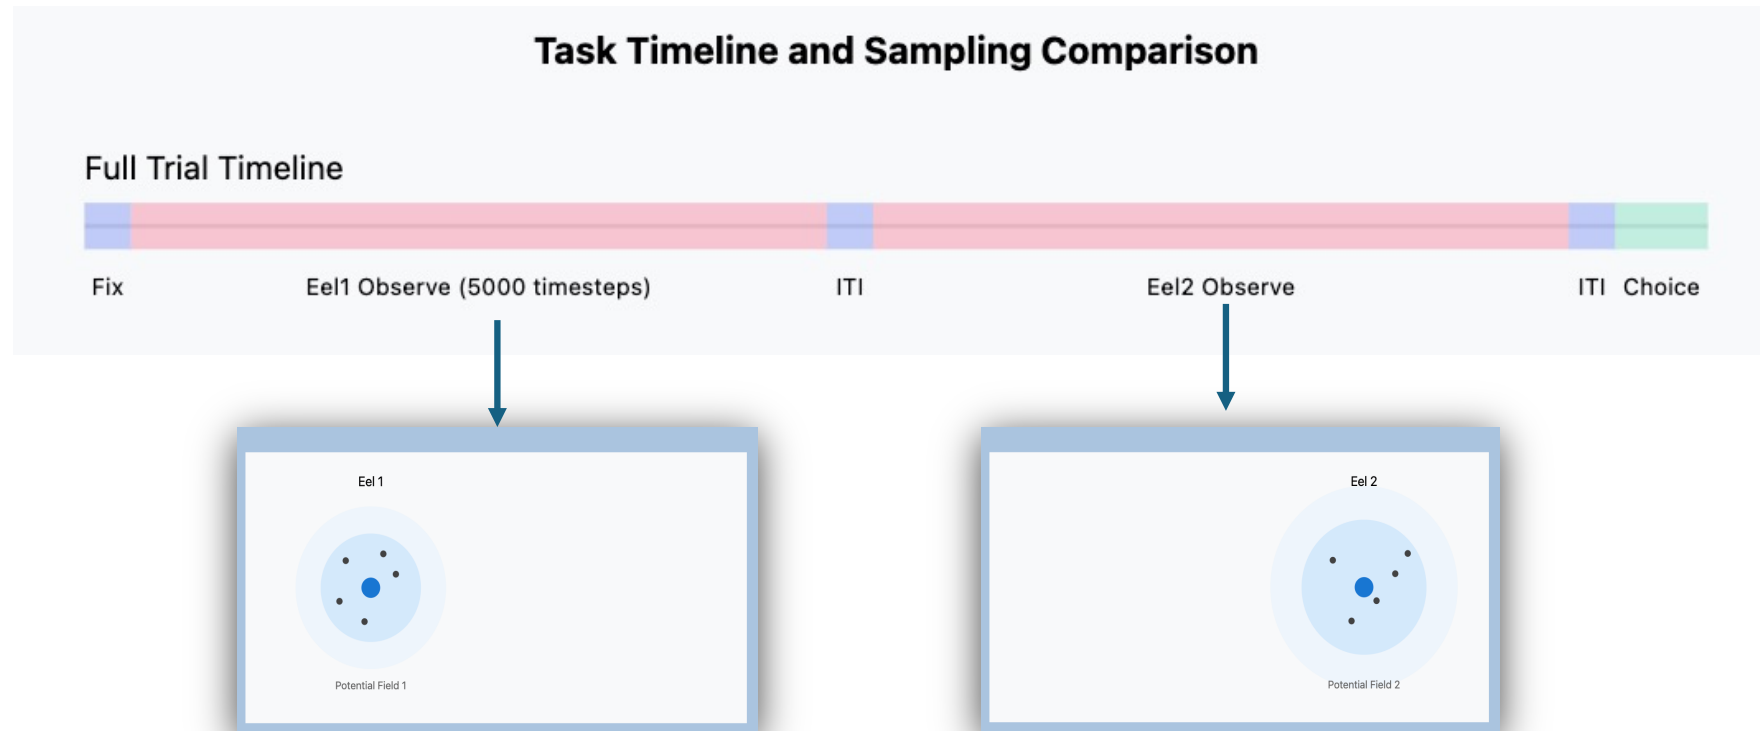 Task Timeline and Sampling Comparison
Full Trial Timeline
Fix
Eel1 Observe (5000 timesteps)
ITI
Eel2 Observe
ITI
Choice
Eel 1
Potential Field 1
Eel 2
Potential Field 2